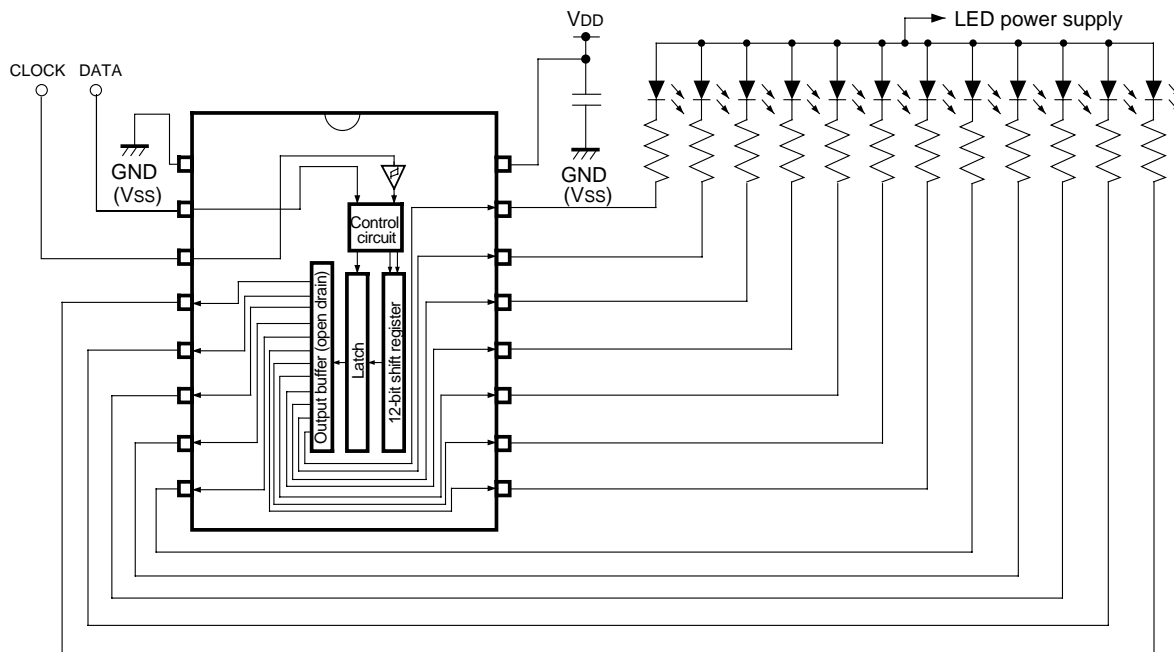 VDD
LED power supply
CLOCK DATA
GND
(VSS)
GND
(VSS)
Control
circuit
Output buffer (open drain)
Latch
12-bit shift register